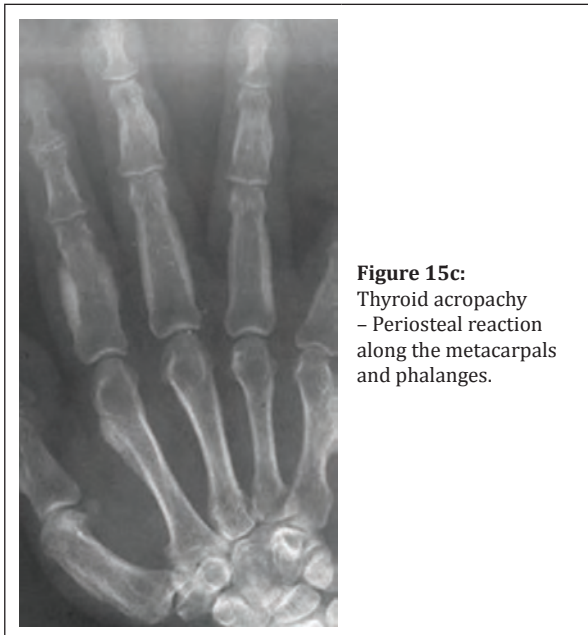 Figure 15c:
Thyroid acropachy
– Periosteal reaction
along the metacarpals
and phalanges.